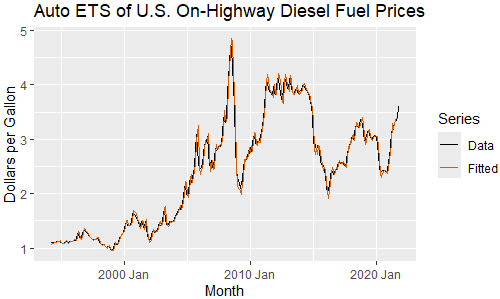 Auto ETS of U.S. On-Highway Diesel Fuel Prices
Dollars per Gallon
5
4
3
2
1
2000 Jan
2010 Jan
2020 Jan
Month
Series
Data
Fitted